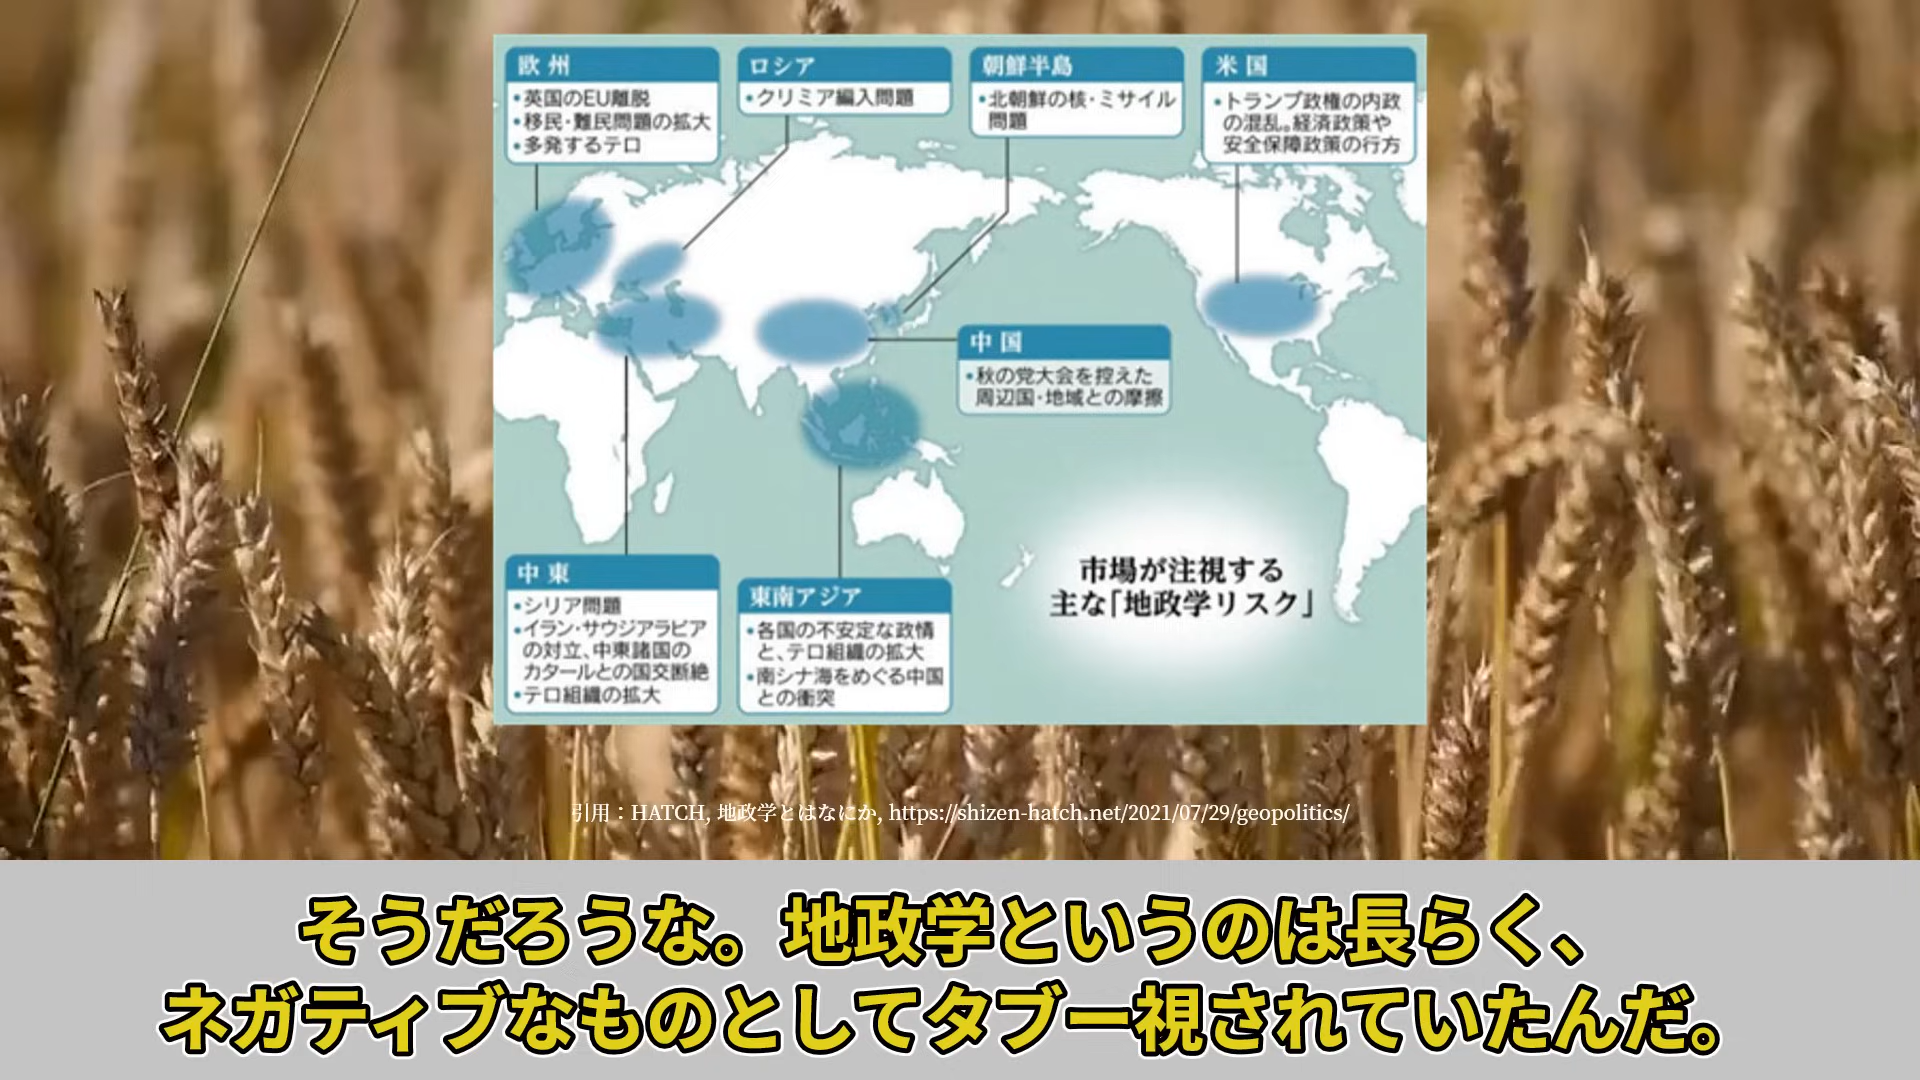 欧州
・英国のEU離脱
・移民・難民問題の拡大
・多発するテロ
ロシア
・クリミア編入問題
朝鮮半島
・北朝鮮の核・ミサイル
問題
米国
・トランプ政権の内政
の混乱。経済政策や
安全保障政策の行方
中国
・秋の党大会を控えた
周辺国・地域との摩擦
中東
・シリア問題
・イラン・サウジアラビア
の対立、中東諸国の
カタールとの国交断絶
・テロ組織の拡大
東南アジア
・各国の不安定な政情
と、テロ組織の拡大
・南シナ海をめぐる中国
との衝突
市場が注視する
主な「地政学リスク」
引用：HATCH, 地政学とはなにか, https://shizen-hatch.net/2021/07/29/geopolitics/
そうだろうな。地政学というのは長らく、
ネガティブなものとしてタブー視されていたんだ。